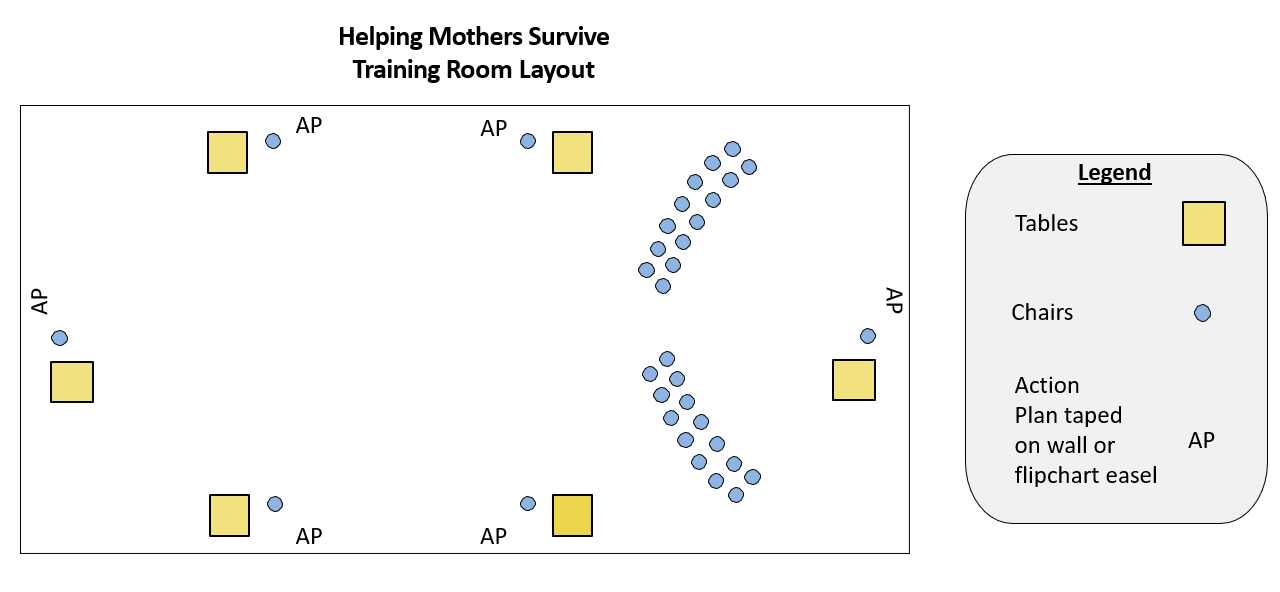 Helping Mothers Survive
Training Room Layout
AP
AP
AP
AP
AP
AP
Legend
Tables
Chairs
Action
Plan taped
on wall or
flipchart easel
AP